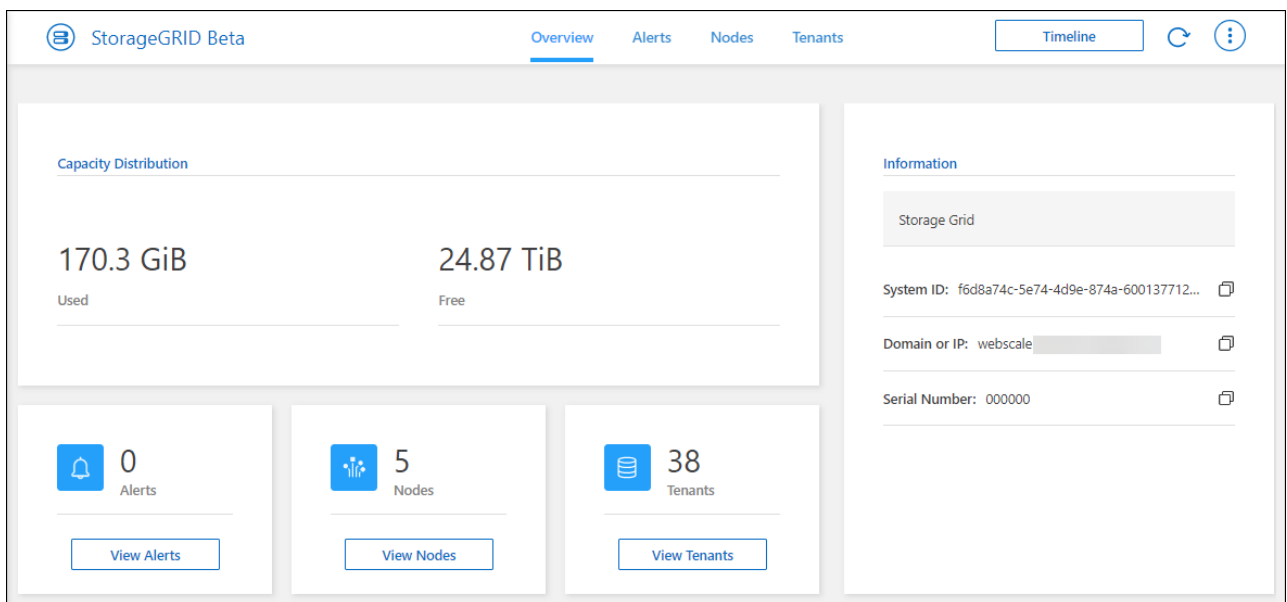 StorageGRID Beta
Overview Alerts Nodes Tenants
Timeline
Capacity Distribution
170.3 GiB
Used
24.87 TiB
Free
Information
Storage Grid
System ID: f6d8a74c-5e74-4d9e-874a-600137712...
Domain or IP: webscale
Serial Number: 000000
0
Alerts
View Alerts
5
Nodes
View Nodes
38
Tenants
View Tenants